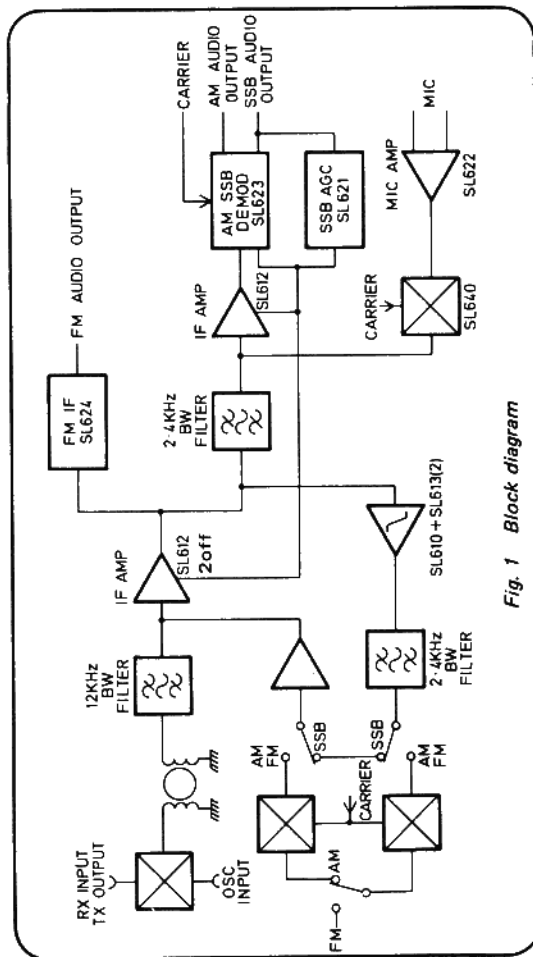 RX INPUT
TX OUTPUT
OSC
INPUT
12KHz
BW
FILTER
IF AMP
SL612
2off
FM IF
SL624
FM AUDIO OUTPUT
2·4KHz
BW
FILTER
IF AMP
SL612
AM SSB
DEMOD
SL623
CARRIER
AM AUDIO
OUTPUT
SSB AUDIO
OUTPUT
SSB AGC
SL621
MIC AMP
SL622
MIC
CARRIER
SL640
SL610 + SL613(2)
2·4KHz
BW
FILTER
SSB
SSB
AM
FM
AM
FM
CARRIER
AM
FM
Fig. 1 Block diagram